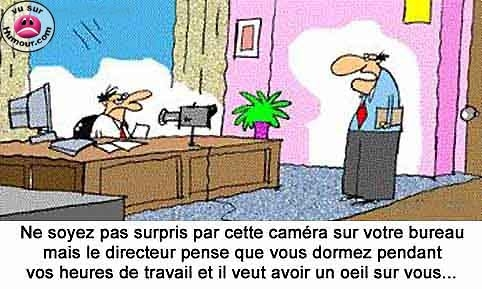 vu sur
Humour.com
Ne soyez pas surpris par cette caméra sur votre bureau
mais le directeur pense que vous dormez pendant
vos heures de travail et il veut avoir un oeil sur vous...